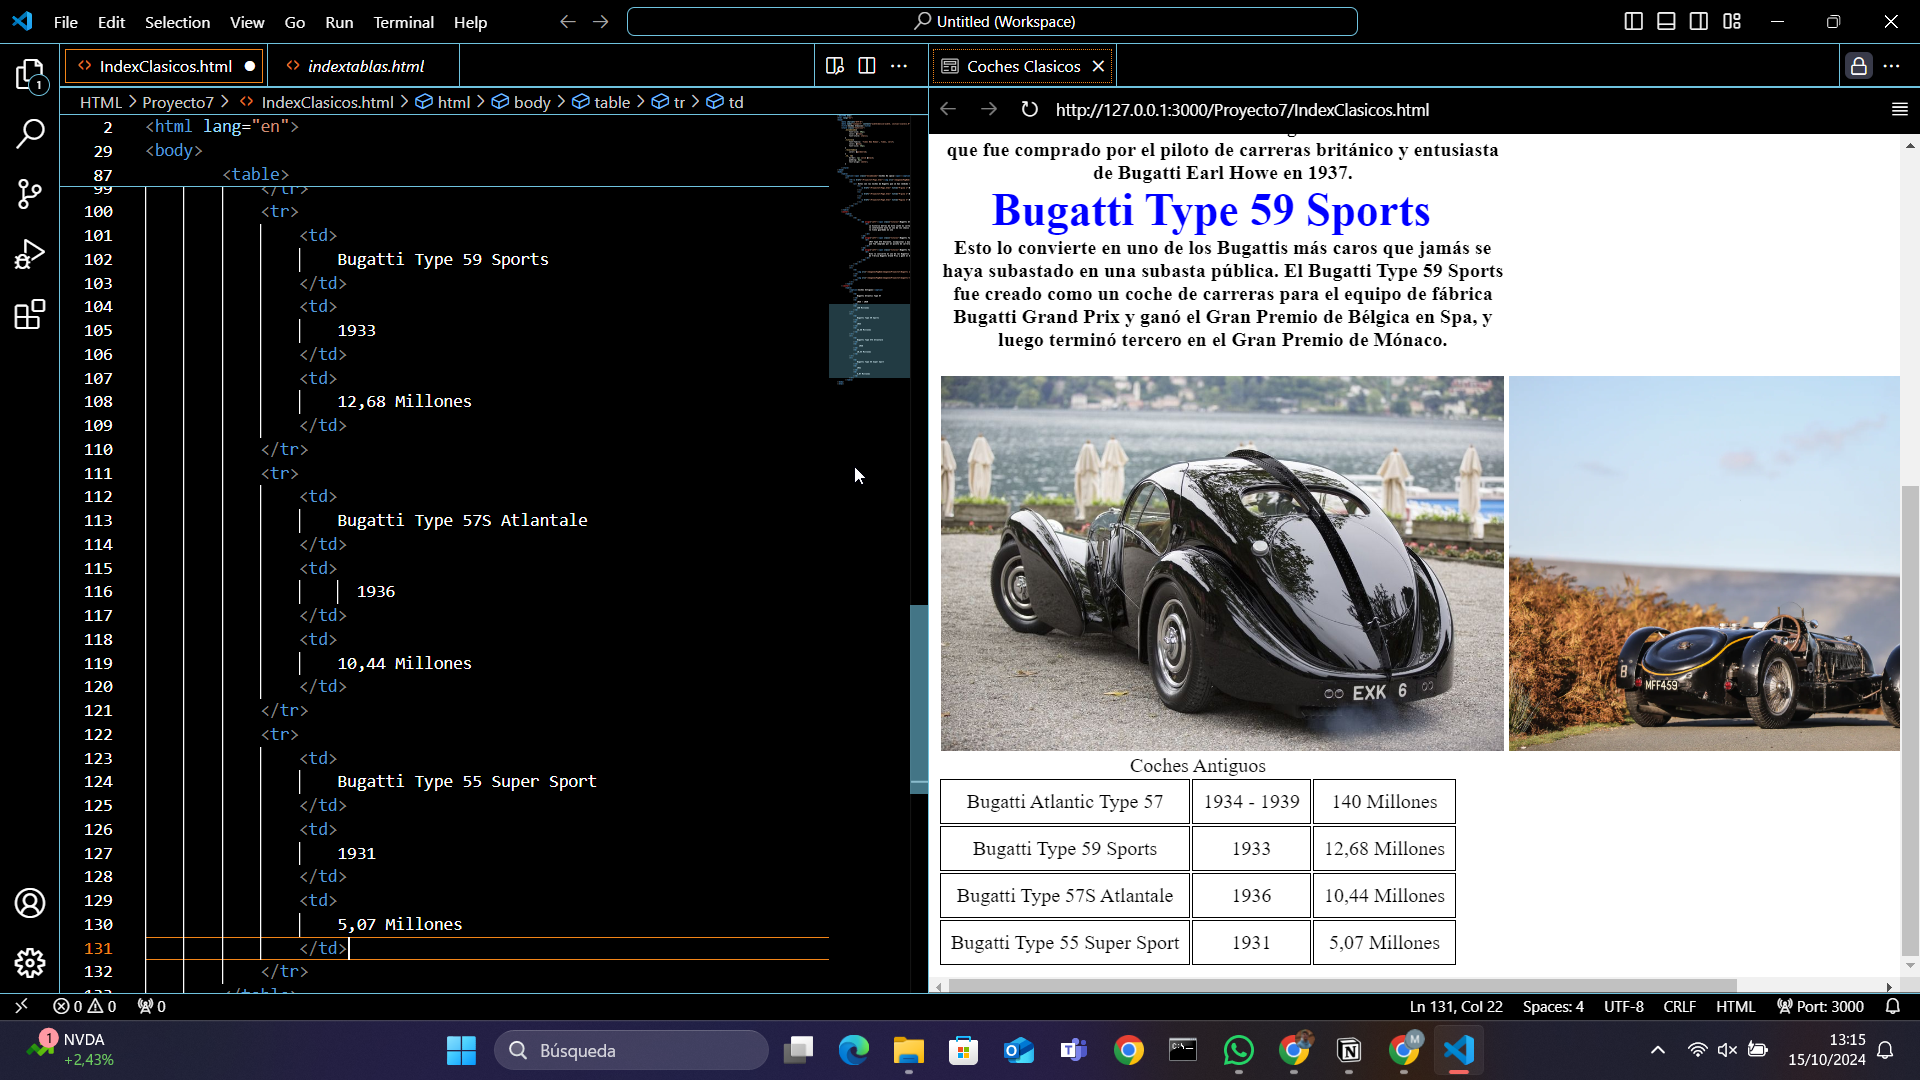 File Edit Selection View Go Run Terminal Help
Untitled (Workspace)
IndexClasicos.html
indextablas.html
Coches Clasicos
HTML > Proyecto7 > IndexClasicos.html > html > body > table > tr > td
http://127.0.0.1:3000/Proyecto7/IndexClasicos.html
1
2 <html lang="en">
29 <body>
87 <table>
99 </tr>
100 <tr>
101 <td>
102 Bugatti Type 59 Sports
103 </td>
104 <td>
105 1933
106 </td>
107 <td>
108 12,68 Millones
109 </td>
110 </tr>
111 <tr>
112 <td>
113 Bugatti Type 57S Atlantale
114 </td>
115 <td>
116 1936
117 </td>
118 <td>
119 10,44 Millones
120 </td>
121 </tr>
122 <tr>
123 <td>
124 Bugatti Type 55 Super Sport
125 </td>
126 <td>
127 1931
128 </td>
129 <td>
130 5,07 Millones
131 </td>
132 </tr>
133 </table>
que fue comprado por el piloto de carreras británico y entusiasta
de Bugatti Earl Howe en 1937.
Bugatti Type 59 Sports
Esto lo convierte en uno de los Bugattis más caros que jamás se
haya subastado en una subasta pública. El Bugatti Type 59 Sports
fue creado como un coche de carreras para el equipo de fábrica
Bugatti Grand Prix y ganó el Gran Premio de Bélgica en Spa, y
luego terminó tercero en el Gran Premio de Mónaco.
EXK 6
8
MFF459
Coches Antiguos
Bugatti Atlantic Type 57 1934 - 1939 140 Millones
Bugatti Type 59 Sports 1933 12,68 Millones
Bugatti Type 57S Atlantale 1936 10,44 Millones
Bugatti Type 55 Super Sport 1931 5,07 Millones
0 0 0
Ln 131, Col 22 Spaces: 4 UTF-8 CRLF HTML Port: 3000
1
NVDA
+2,43%
Búsqueda
M
13:15
15/10/2024